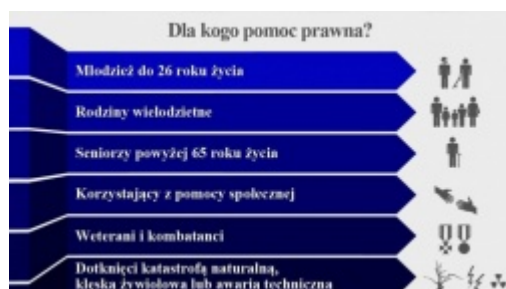 Dla kogo pomoc prawna?
Młodzież do 26 roku życia
Rodziny wielodzietne
Seniorzy powyżej 65 roku życia
Korzystający z pomocy społecznej
Weterani i kombatanci
Dotknięci katastrofą naturalną,
klęską żywiołową lub awarią techniczną